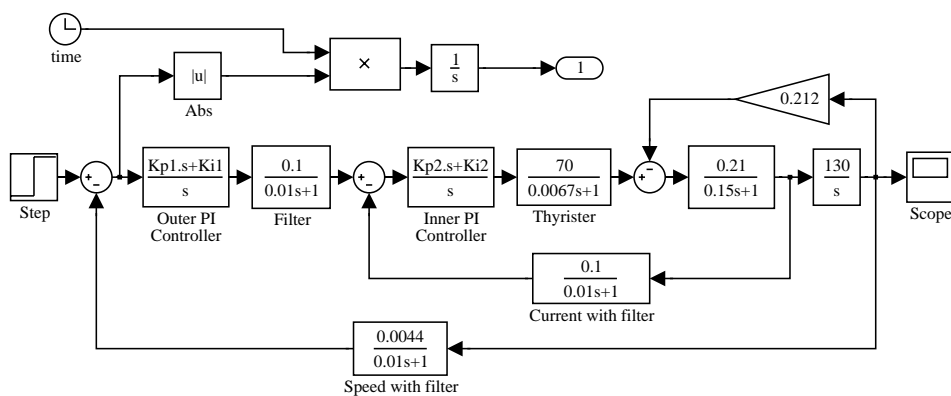 time
|u|
Abs
×
1
s
1
0.212
Step
+
−
Kp1.s+Ki1
s
Outer PI
Controller
0.1
0.01s+1
Filter
+
−
Kp2.s+Ki2
s
Inner PI
Controller
70
0.0067s+1
Thyrister
−
+
0.21
0.15s+1
130
s
Scope
0.1
0.01s+1
Current with filter
0.0044
0.01s+1
Speed with filter